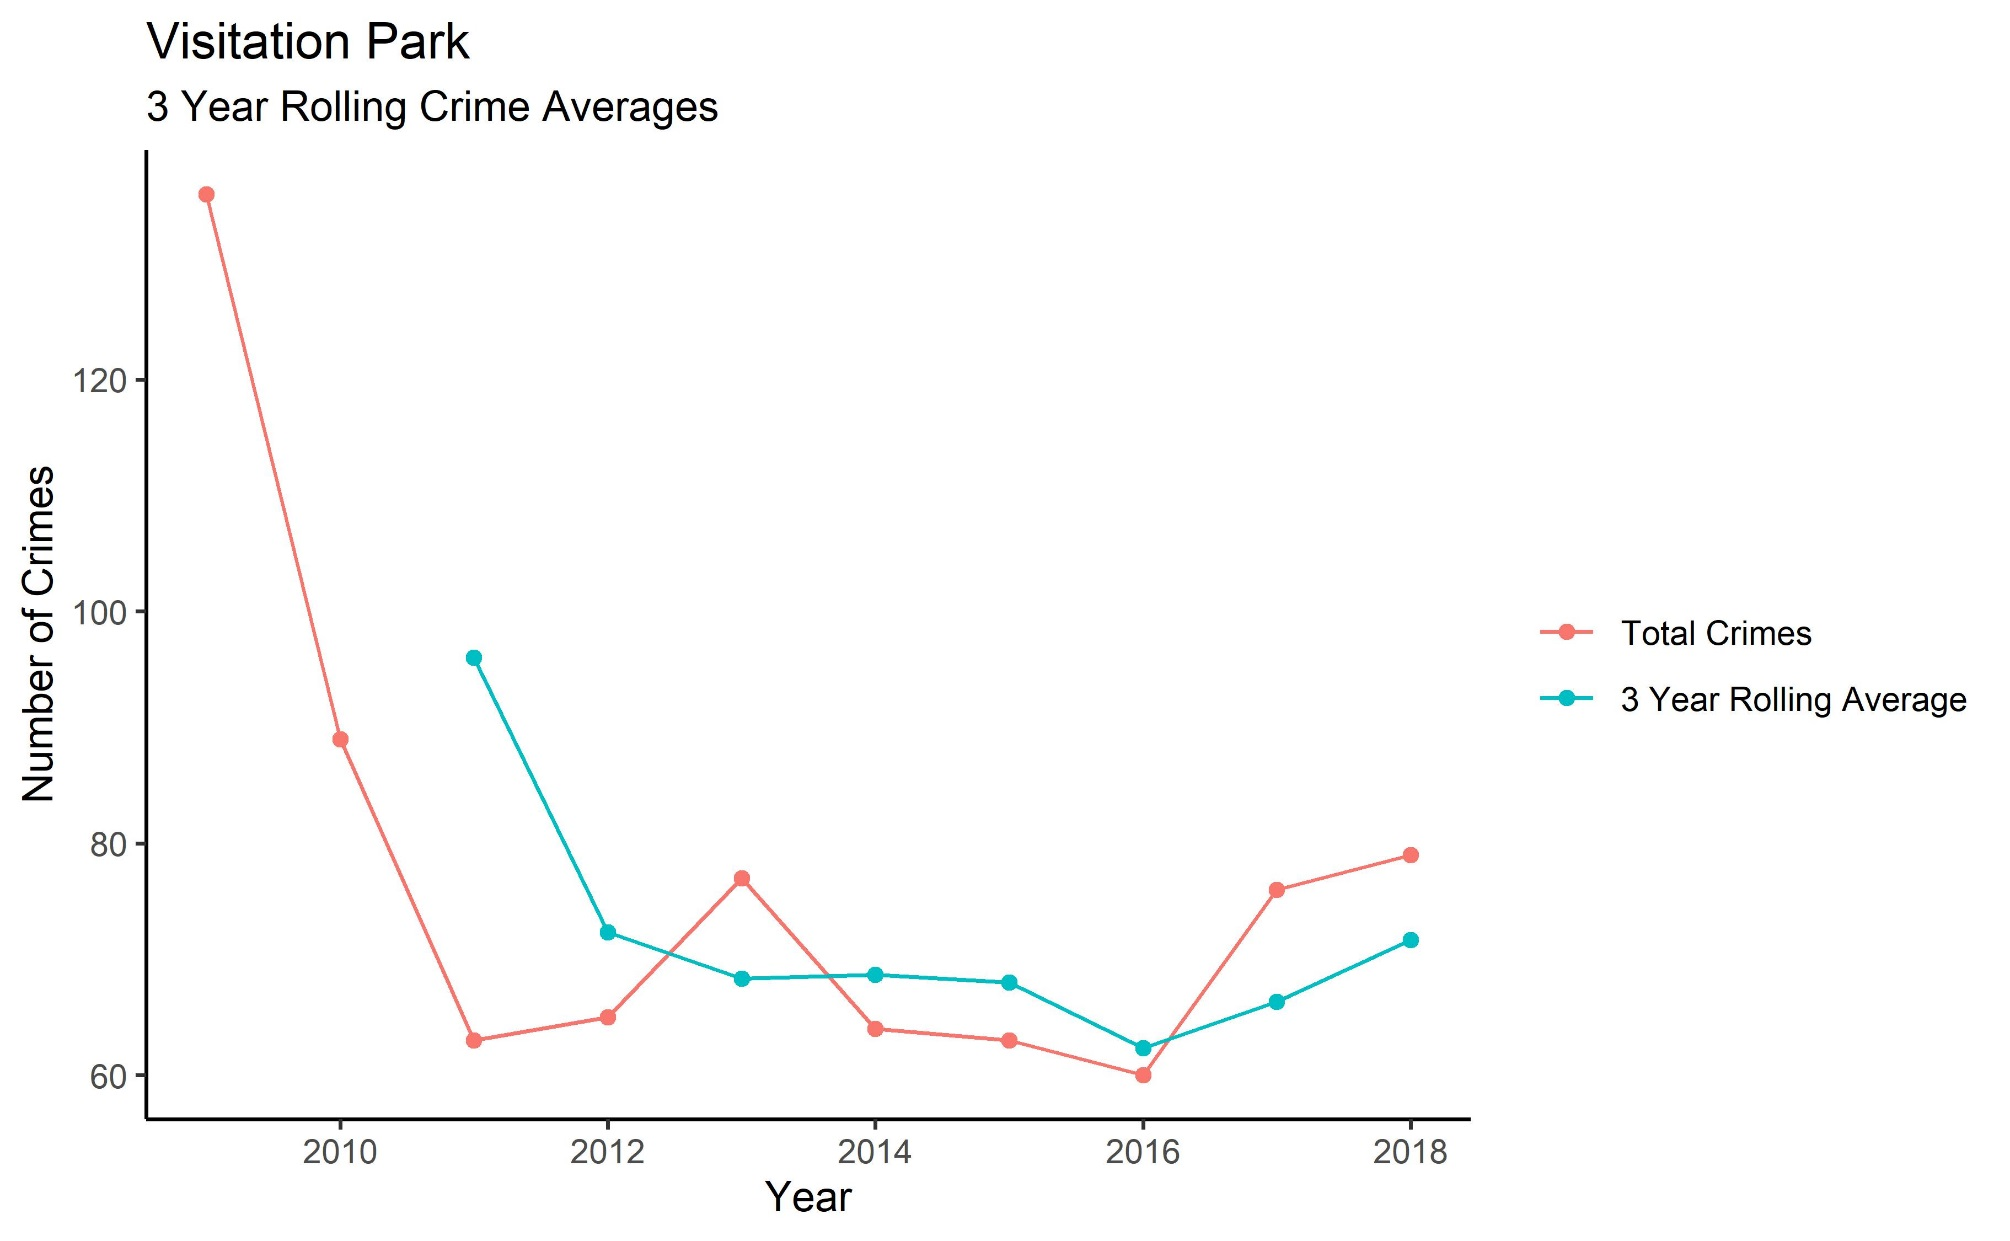 Visitation Park
3 Year Rolling Crime Averages
Number of Crimes
120
100
80
60
2010
2012
2014
2016
2018
Year
Total Crimes
3 Year Rolling Average